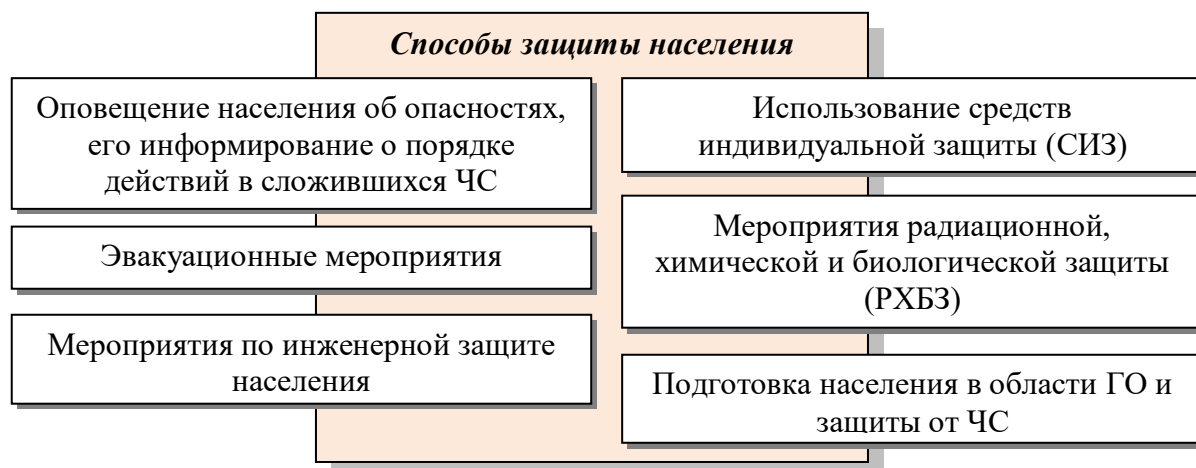 Способы защиты населения
Оповещение населения об опасностях,
его информирование о порядке
действий в сложившихся ЧС
Эвакуационные мероприятия
Мероприятия по инженерной защите
населения
Использование средств
индивидуальной защиты (СИЗ)
Мероприятия радиационной,
химической и биологической защиты
(РХБЗ)
Подготовка населения в области ГО и
защиты от ЧС